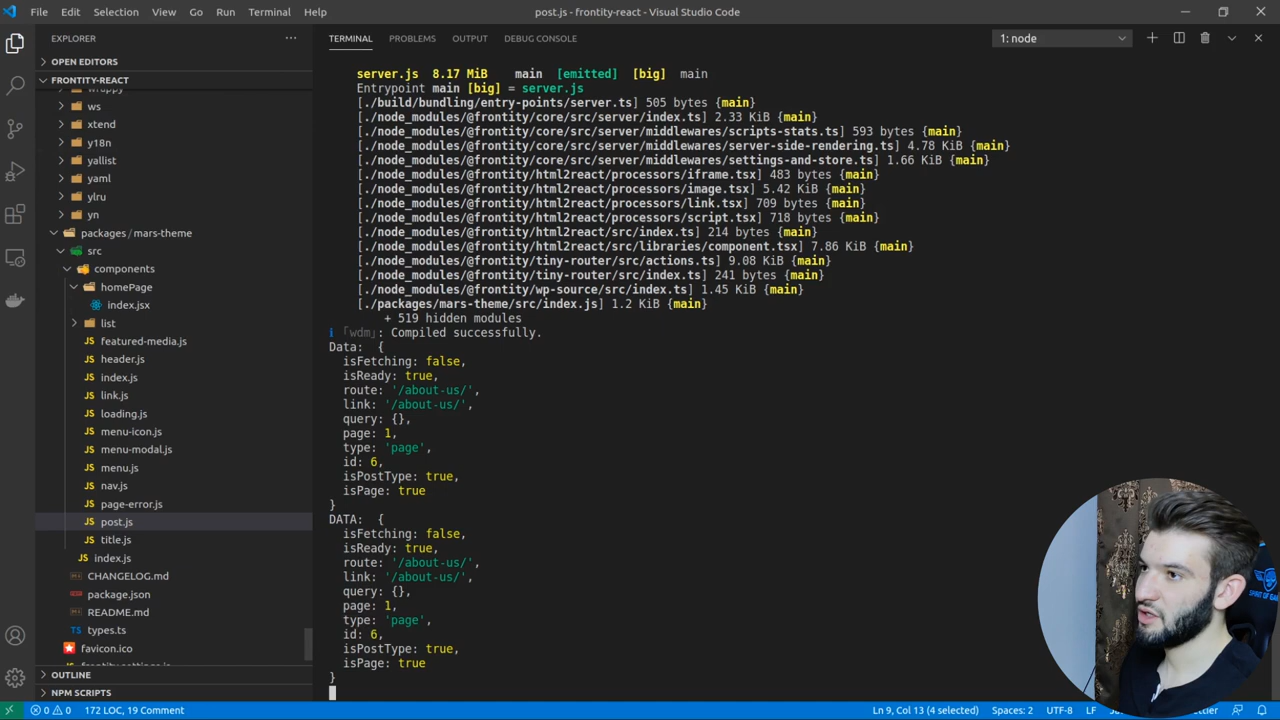 File Edit Selection View Go Run Terminal Help
post.js - frontity-react - Visual Studio Code
EXPLORER
OPEN EDITORS
FRONTITY-REACT
wrappy
ws
xtend
y18n
yallist
yaml
ylru
yn
packages / mars-theme
src
components
homePage
index.jsx
list
featured-media.js
header.js
index.js
link.js
loading.js
menu-icon.js
menu-modal.js
menu.js
nav.js
page-error.js
post.js
title.js
index.js
CHANGELOG.md
package.json
README.md
types.ts
favicon.ico
frontity.settings.js
OUTLINE
NPM SCRIPTS
TERMINAL PROBLEMS OUTPUT DEBUG CONSOLE
1: node
server.js 8.17 MiB main [emitted] [big] main
Entrypoint main [big] = server.js
[./build/bundling/entry-points/server.ts] 505 bytes {main}
[./node_modules/@frontity/core/src/server/index.ts] 2.33 KiB {main}
[./node_modules/@frontity/core/src/server/middlewares/scripts-stats.ts] 593 bytes {main}
[./node_modules/@frontity/core/src/server/middlewares/server-side-rendering.ts] 4.78 KiB {main}
[./node_modules/@frontity/core/src/server/middlewares/settings-and-store.ts] 1.66 KiB {main}
[./node_modules/@frontity/html2react/processors/iframe.tsx] 483 bytes {main}
[./node_modules/@frontity/html2react/processors/image.tsx] 5.42 KiB {main}
[./node_modules/@frontity/html2react/processors/link.tsx] 709 bytes {main}
[./node_modules/@frontity/html2react/processors/script.tsx] 718 bytes {main}
[./node_modules/@frontity/html2react/src/index.ts] 214 bytes {main}
[./node_modules/@frontity/html2react/src/libraries/component.tsx] 7.86 KiB {main}
[./node_modules/@frontity/tiny-router/src/actions.ts] 9.08 KiB {main}
[./node_modules/@frontity/tiny-router/src/index.ts] 241 bytes {main}
[./node_modules/@frontity/wp-source/src/index.ts] 1.45 KiB {main}
[./packages/mars-theme/src/index.js] 1.2 KiB {main}
+ 519 hidden modules
ℹ ｢wdm｣: Compiled successfully.
Data: {
isFetching: false,
isReady: true,
route: '/about-us/',
link: '/about-us/',
query: {},
page: 1,
type: 'page',
id: 6,
isPostType: true,
isPage: true
}
DATA: {
isFetching: false,
isReady: true,
route: '/about-us/',
link: '/about-us/',
query: {},
page: 1,
type: 'page',
id: 6,
isPostType: true,
isPage: true
}
0 0 172 LOC, 19 Comment
Ln 9, Col 13 (4 selected) Spaces: 2 UTF-8 LF